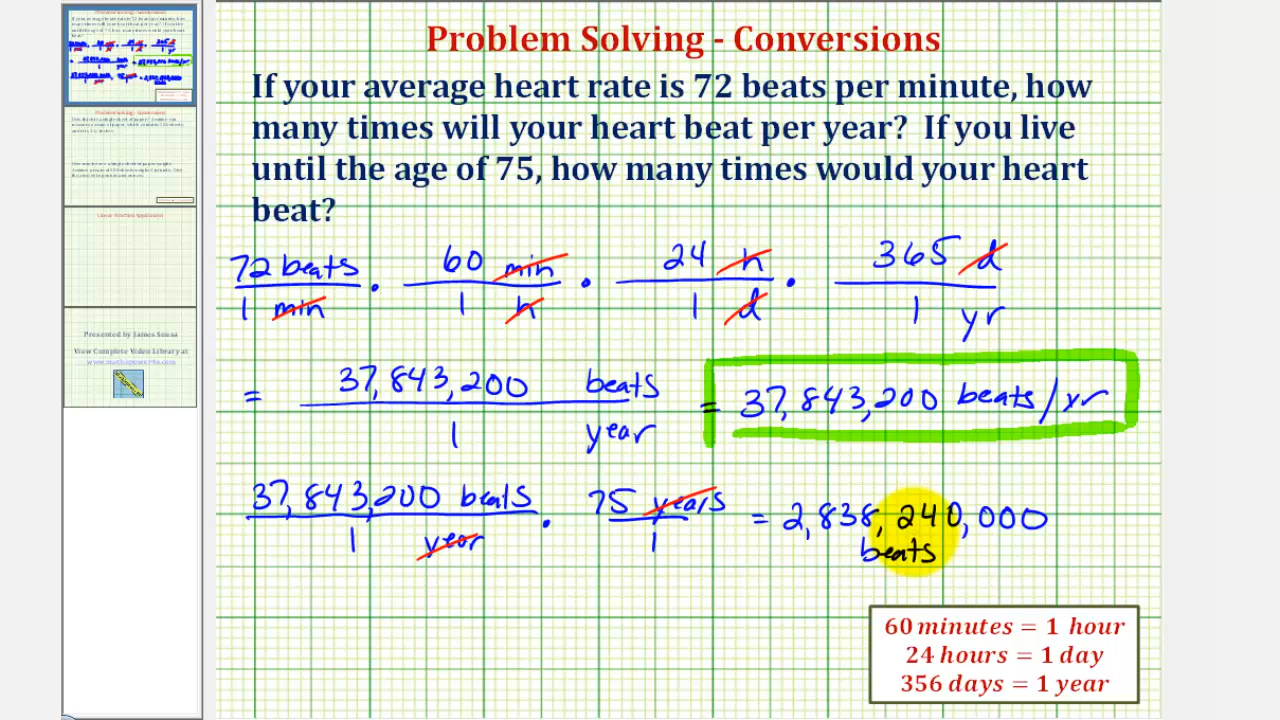 Problem Solving - Conversions
If your average heart rate is 72 beats per minute, how
many times will your heart beat per year? If you live
until the age of 75, how many times would your heart
beat?
72 beats / 1 min · 60 min / 1 h · 24 h / 1 d · 365 d / 1 yr
= 37,843,200 beats / 1 year = 37,843,200 beats/yr
37,843,200 beats / 1 year · 75 years / 1 = 2,838,240,000
beats
60 minutes = 1 hour
24 hours = 1 day
356 days = 1 year
Presented by James Sousa
View Complete Video Library at